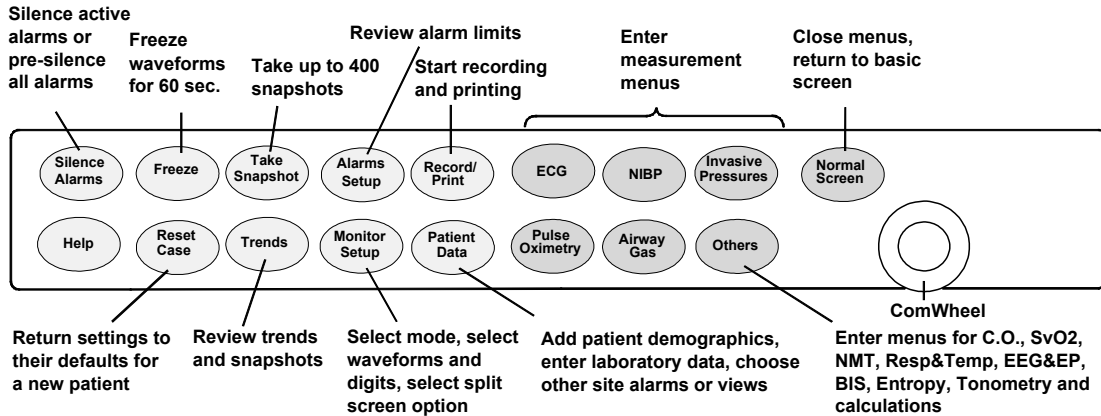 Silence active
alarms or
pre-silence
all alarms
Freeze
waveforms
for 60 sec.
Take up to 400
snapshots
Review alarm limits
Start recording
and printing
Enter
measurement
menus
Close menus,
return to basic
screen
Silence
Alarms
Freeze
Take
Snapshot
Alarms
Setup
Record/
Print
ECG
NIBP
Invasive
Pressures
Normal
Screen
Help
Reset
Case
Trends
Monitor
Setup
Patient
Data
Pulse
Oximetry
Airway
Gas
Others
ComWheel
Return settings to
their defaults for
a new patient
Review trends
and snapshots
Select mode, select
waveforms and
digits, select split
screen option
Add patient demographics,
enter laboratory data, choose
other site alarms or views
Enter menus for C.O., SvO2,
NMT, Resp&Temp, EEG&EP,
BIS, Entropy, Tonometry and
calculations